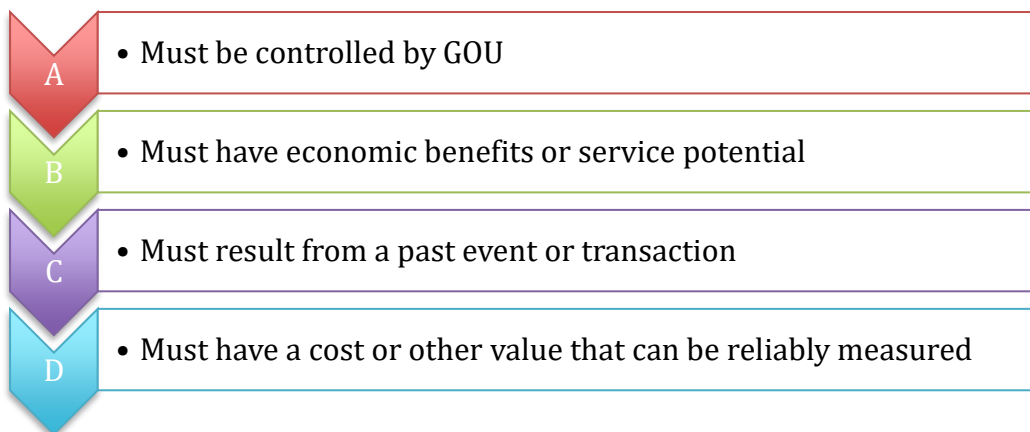 A
• Must be controlled by GOU
B
• Must have economic benefits or service potential
C
• Must result from a past event or transaction
D
• Must have a cost or other value that can be reliably measured